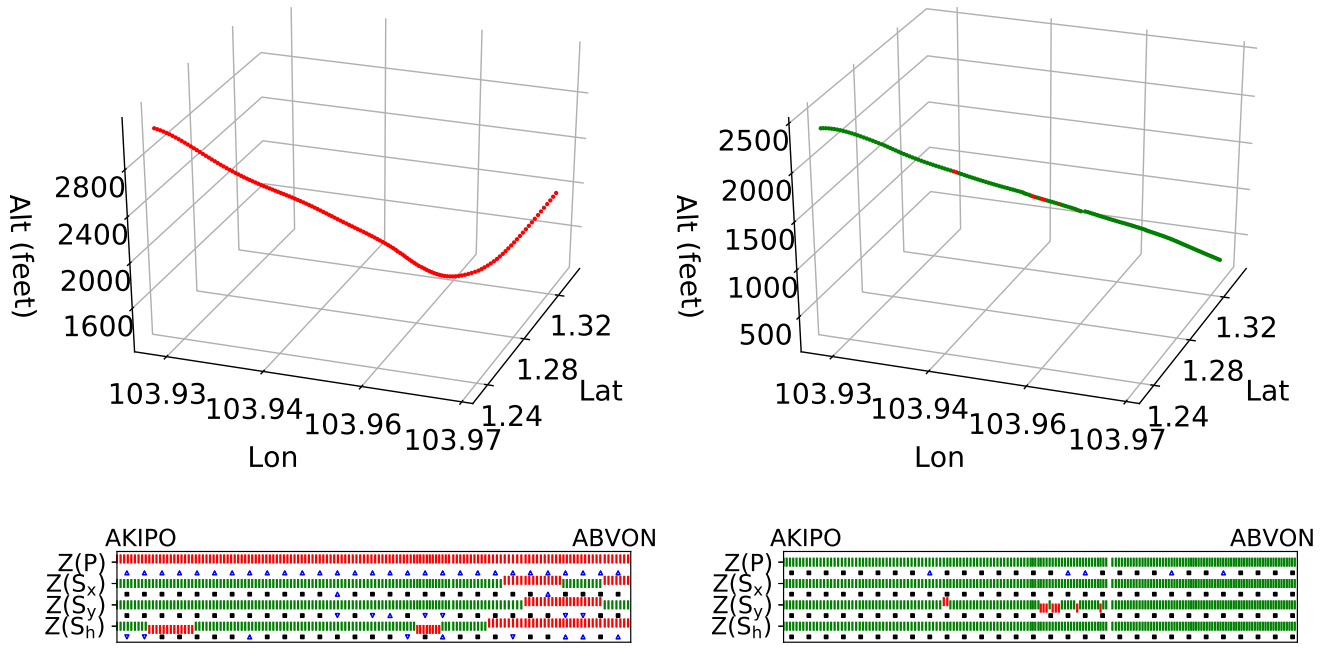 2800
2400
2000
1600
Alt (feet)
103.93
103.94
103.96
103.97
Lon
1.32
1.28
1.24
Lat
2500
2000
1500
1000
500
Alt (feet)
103.93
103.94
103.96
103.97
Lon
1.32
1.28
1.24
Lat
AKIPO ABVON
Z(P)
Z(Sx)
Z(Sy)
Z(Sh)
AKIPO ABVON
Z(P)
Z(Sx)
Z(Sy)
Z(Sh)